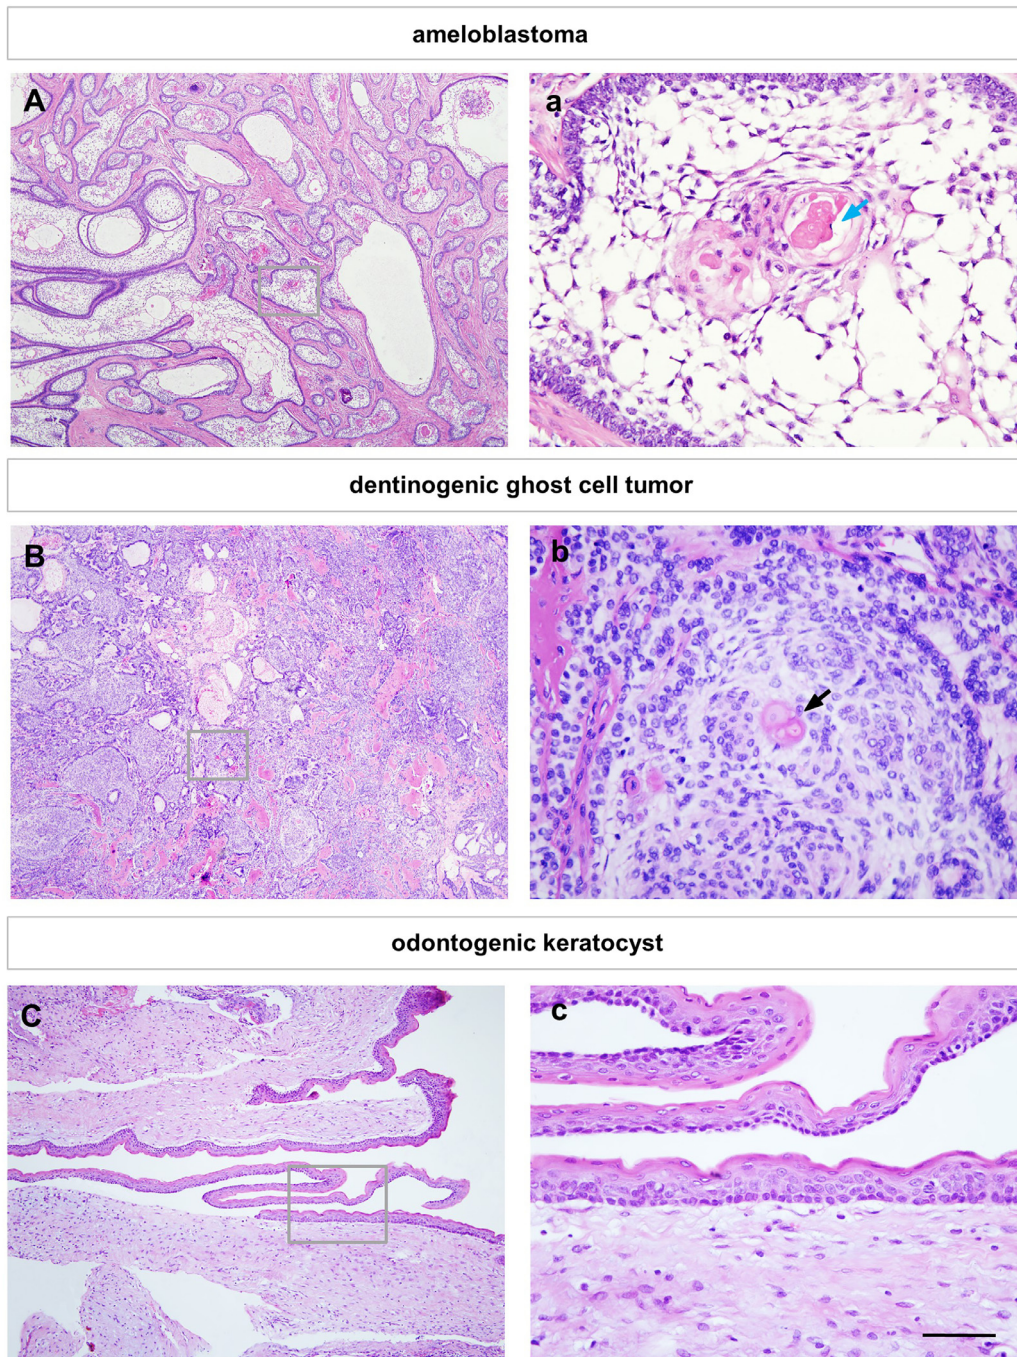 ameloblastoma
A
a
dentinogenic ghost cell tumor
B
b
odontogenic keratocyst
C
c